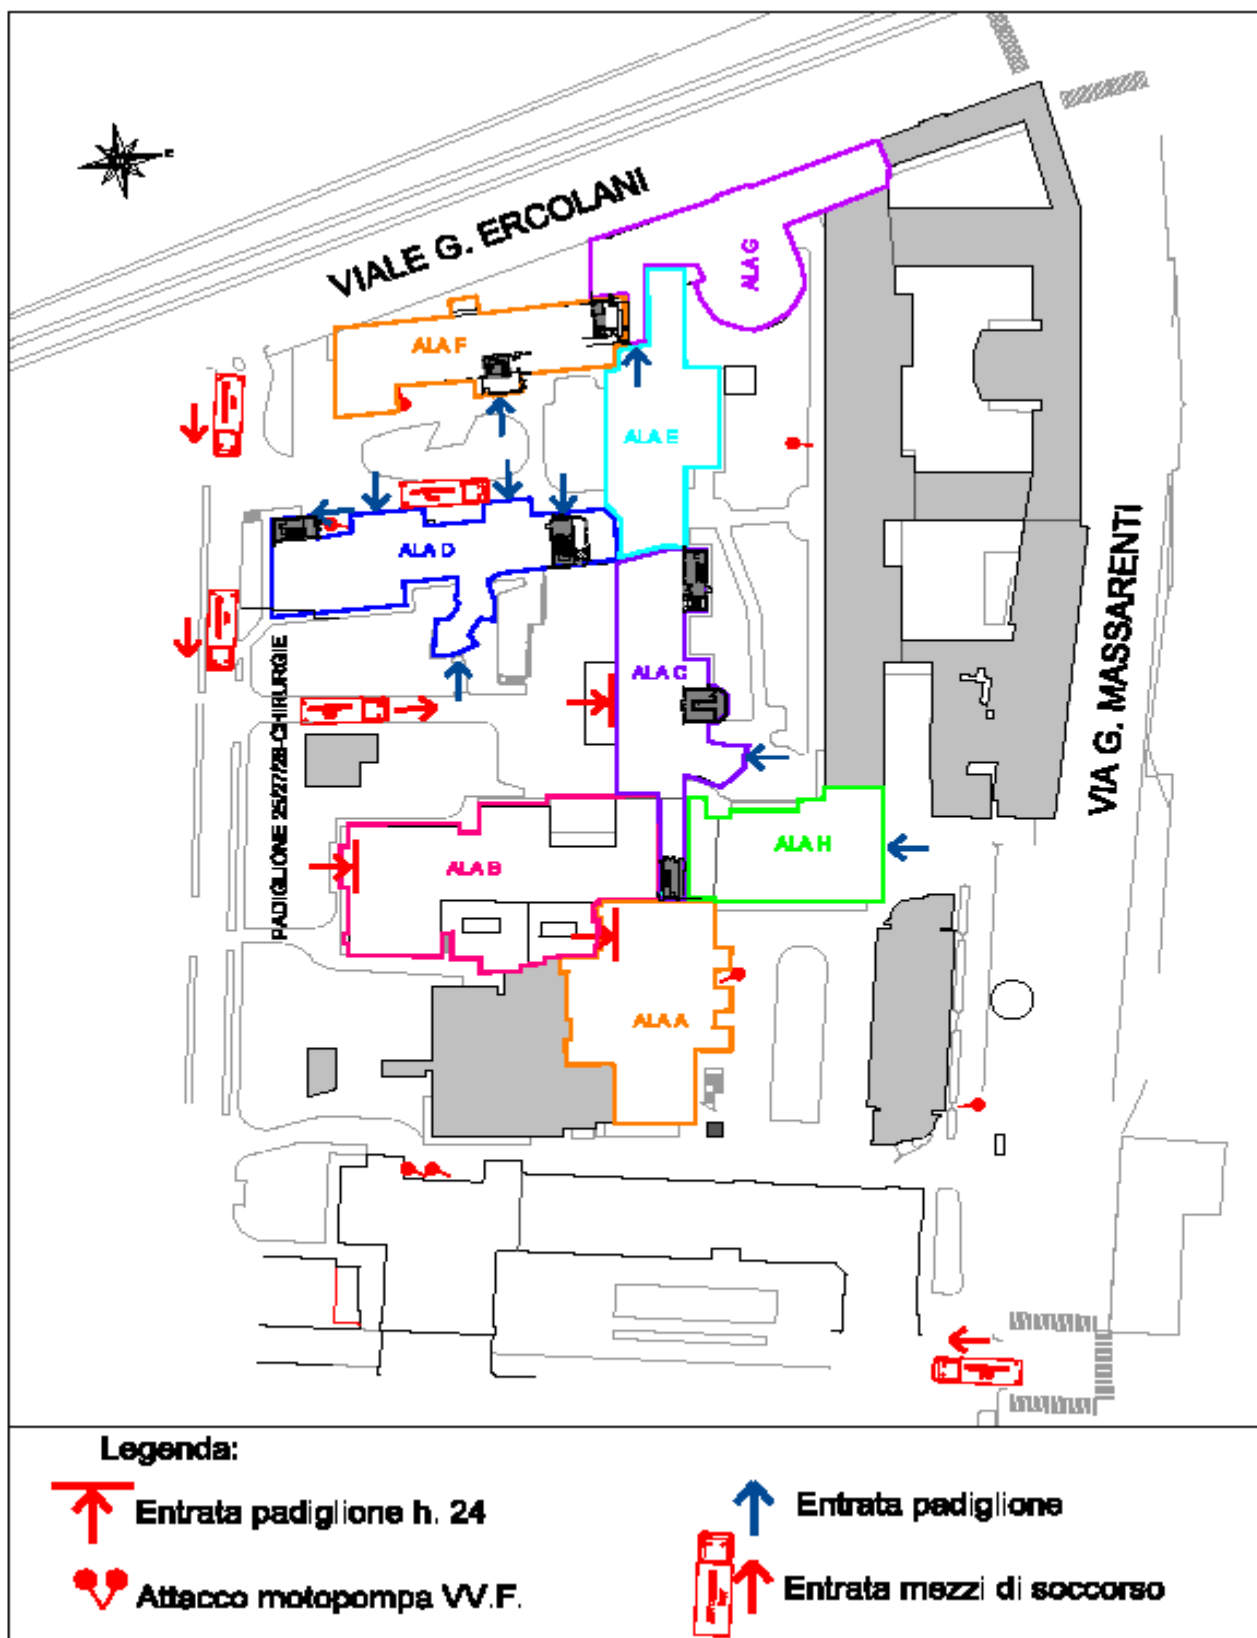 VIALE G. ERCOLANI
ALA G
ALA F
ALA E
ALA D
VIA G. MASSARENTI
PADIGLIONE 25/27/28-CHIRURGIE
ALA C
ALA B
ALA H
ALA A
Legenda:
Entrata padiglione h. 24
Entrata padiglione
Attacco motopompa VV.F.
Entrata mezzi di soccorso